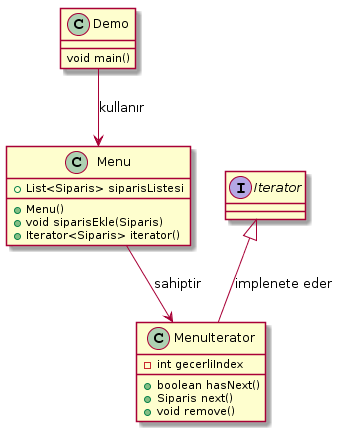 C Demo
void main()
kullanır
C Menu
List<Siparis> siparisListesi
Menu()
void siparisEkle(Siparis)
Iterator<Siparis> iterator()
I Iterator
sahiptir
implenete eder
C MenuIterator
int gecerliIndex
boolean hasNext()
Siparis next()
void remove()